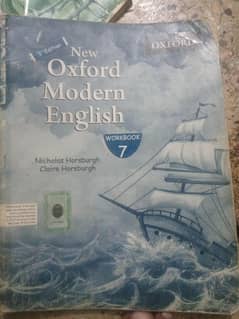 OXFORD
New
Oxford
Modern
English
WORKBOOK
7
Nicholas Horsburgh
Claire Horsburgh